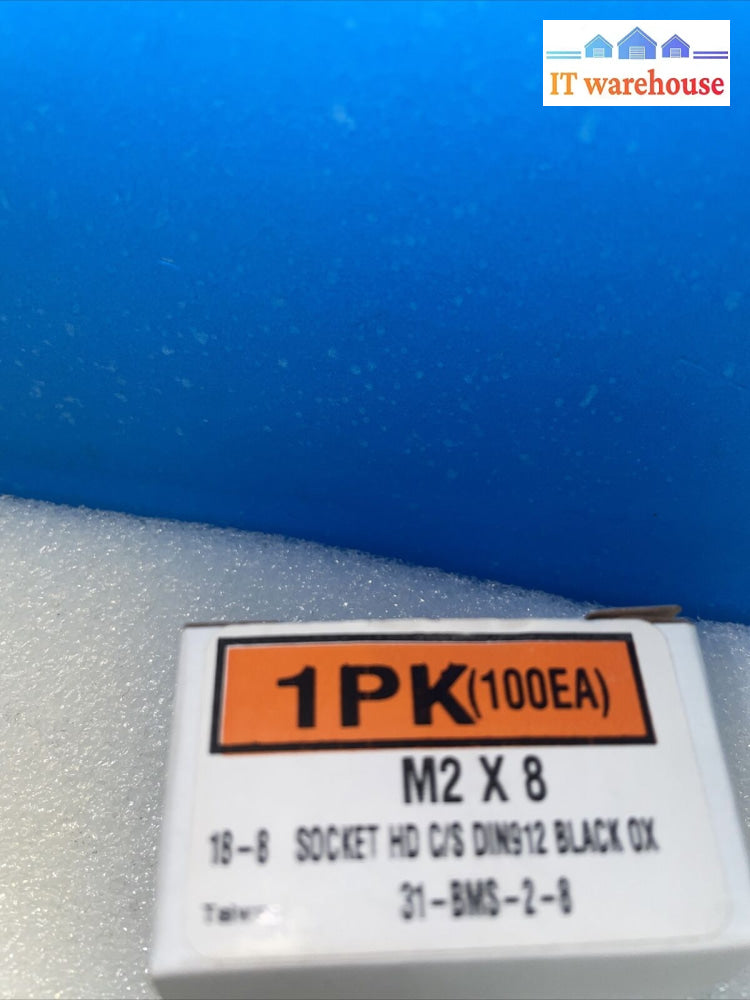 IT warehouse
1PK(100EA)
M2 X 8
18-8 SOCKET HD C/S DIN912 BLACK OX
31-BMS-2-8